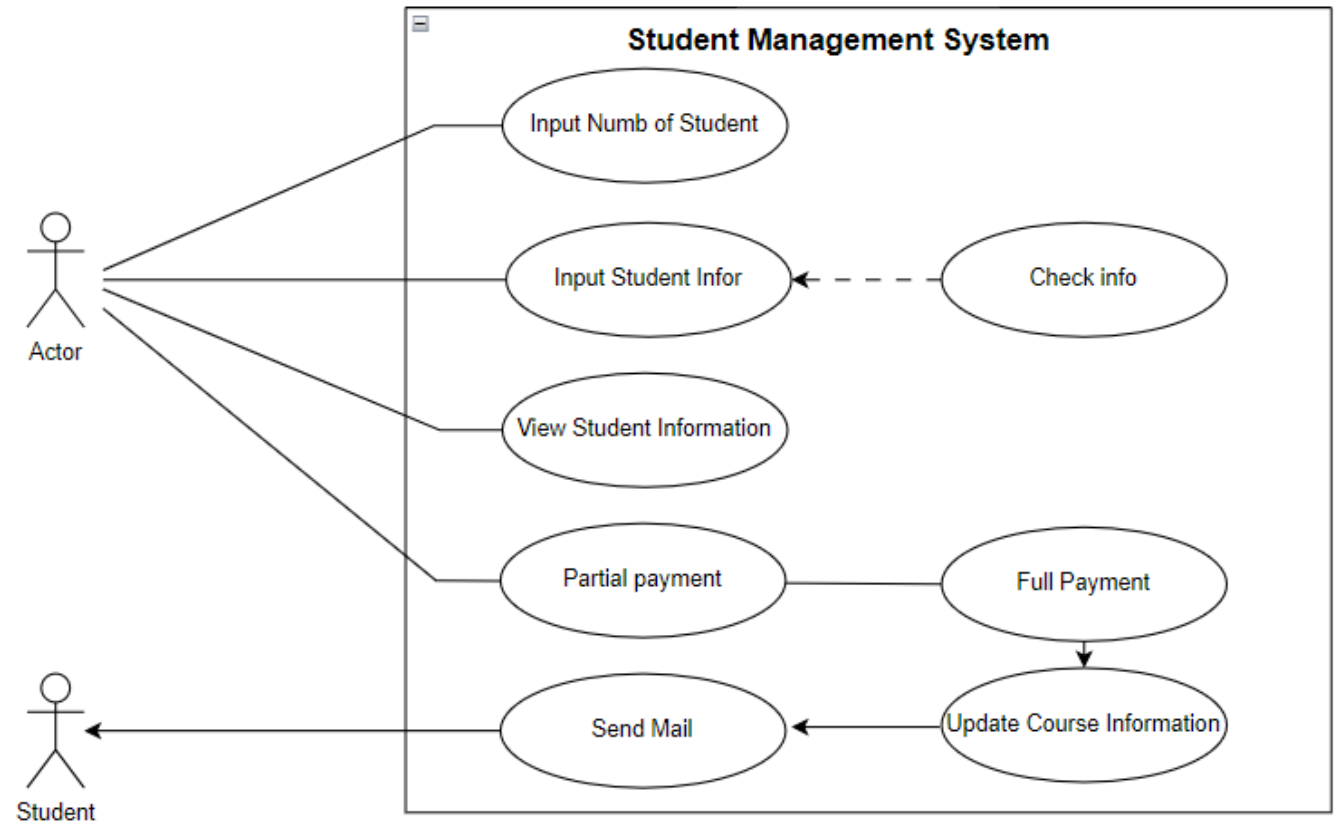 Student Management System
Input Numb of Student
Input Student Infor
Check info
Actor
View Student Information
Partial payment
Full Payment
Send Mail
Update Course Information
Student